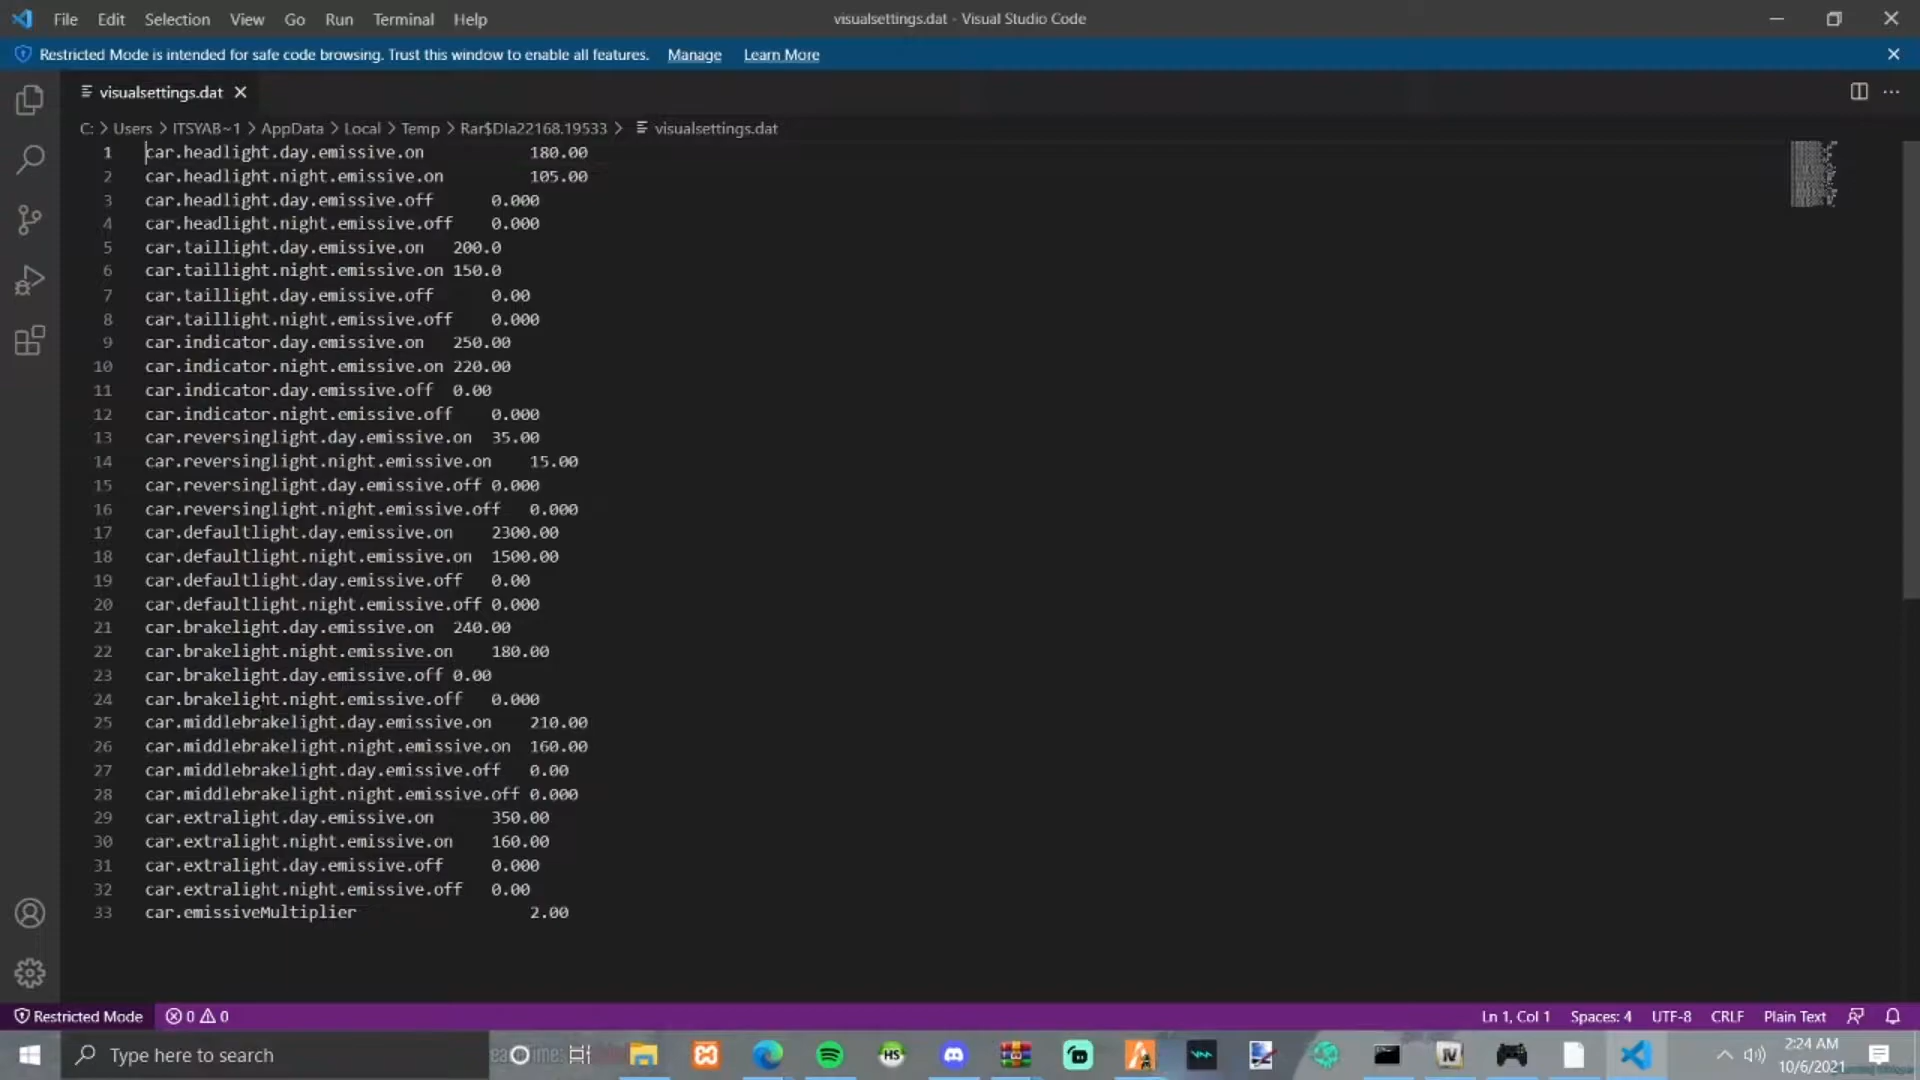 File Edit Selection View Go Run Terminal Help visualsettings.dat - Visual Studio Code
Restricted Mode is intended for safe code browsing. Trust this window to enable all features. Manage Learn More
visualsettings.dat
C: > Users > ITSYAB~1 > AppData > Local > Temp > Rar$DIa22168.19533 > visualsettings.dat
1 car.headlight.day.emissive.on 180.00
2 car.headlight.night.emissive.on 105.00
3 car.headlight.day.emissive.off 0.000
4 car.headlight.night.emissive.off 0.000
5 car.taillight.day.emissive.on 200.0
6 car.taillight.night.emissive.on 150.0
7 car.taillight.day.emissive.off 0.00
8 car.taillight.night.emissive.off 0.000
9 car.indicator.day.emissive.on 250.00
10 car.indicator.night.emissive.on 220.00
11 car.indicator.day.emissive.off 0.00
12 car.indicator.night.emissive.off 0.000
13 car.reversinglight.day.emissive.on 35.00
14 car.reversinglight.night.emissive.on 15.00
15 car.reversinglight.day.emissive.off 0.000
16 car.reversinglight.night.emissive.off 0.000
17 car.defaultlight.day.emissive.on 2300.00
18 car.defaultlight.night.emissive.on 1500.00
19 car.defaultlight.day.emissive.off 0.00
20 car.defaultlight.night.emissive.off 0.000
21 car.brakelight.day.emissive.on 240.00
22 car.brakelight.night.emissive.on 180.00
23 car.brakelight.day.emissive.off 0.00
24 car.brakelight.night.emissive.off 0.000
25 car.middlebrakelight.day.emissive.on 210.00
26 car.middlebrakelight.night.emissive.on 160.00
27 car.middlebrakelight.day.emissive.off 0.00
28 car.middlebrakelight.night.emissive.off 0.000
29 car.extralight.day.emissive.on 350.00
30 car.extralight.night.emissive.on 160.00
31 car.extralight.day.emissive.off 0.000
32 car.extralight.night.emissive.off 0.00
33 car.emissiveMultiplier 2.00
Restricted Mode 0 0 Ln 1, Col 1 Spaces: 4 UTF-8 CRLF Plain Text
Type here to search
HS
IV
2:24 AM
10/6/2021